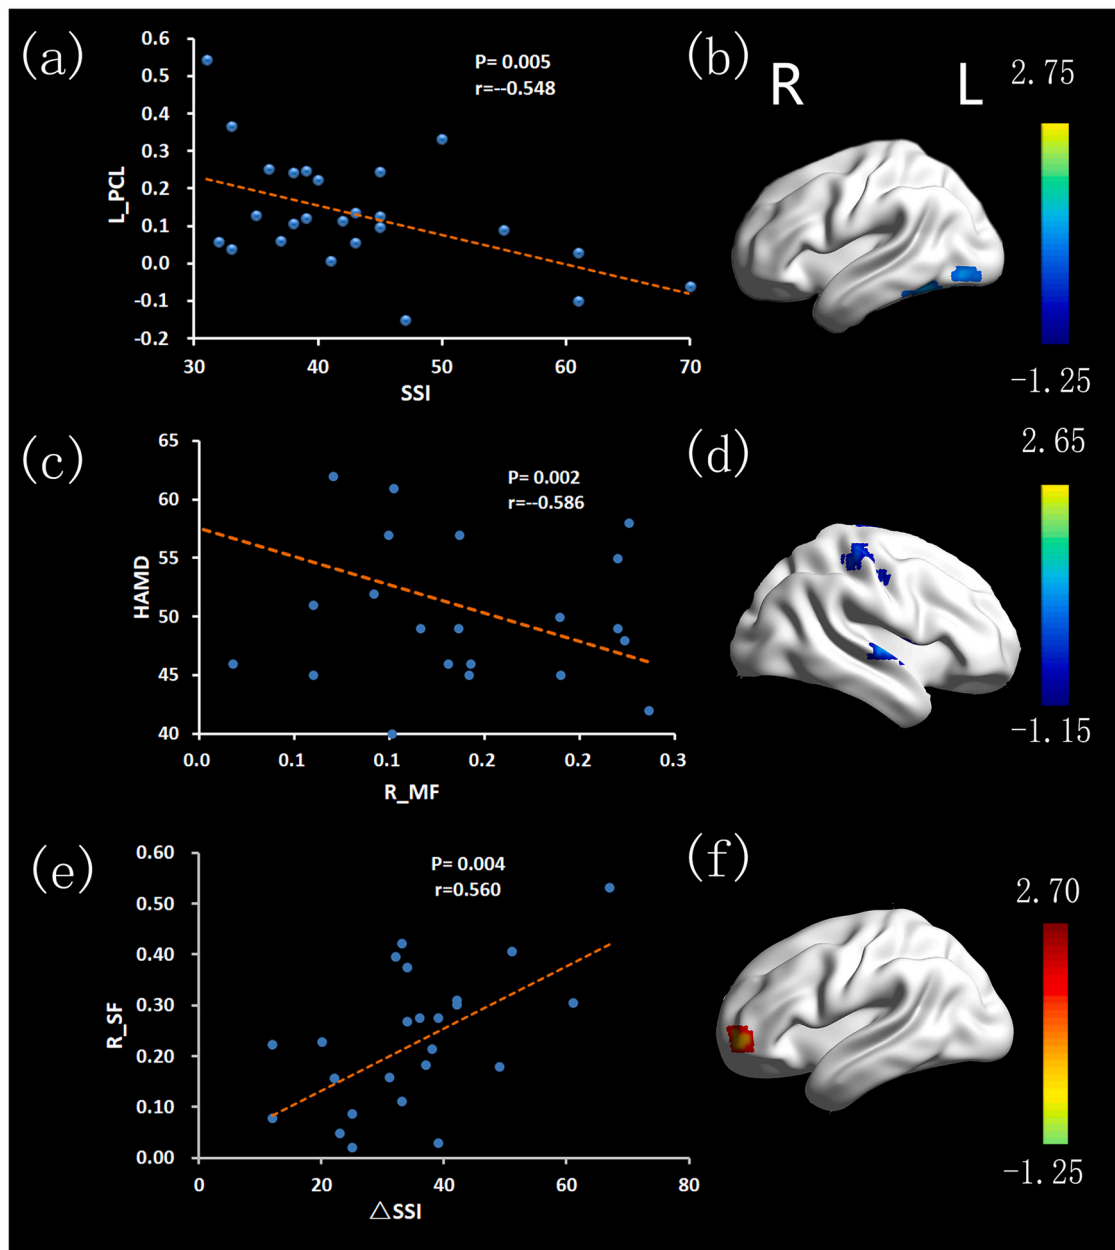 (a)
0.6
0.5
0.4
0.3
0.2
0.1
0.0
-0.1
-0.2
L_PCL
P= 0.005
r=--0.548
30 40 50 60 70
SSI
(b)
R L
2.75
-1.25
(c)
65
60
55
50
45
40
HAMD
P= 0.002
r=--0.586
0.0 0.1 0.1 0.2 0.2 0.3
R_MF
(d)
2.65
-1.15
(e)
0.60
0.50
0.40
0.30
0.20
0.10
0.00
R_SF
P= 0.004
r=0.560
0 20 40 60 80
△SSI
(f)
2.70
-1.25